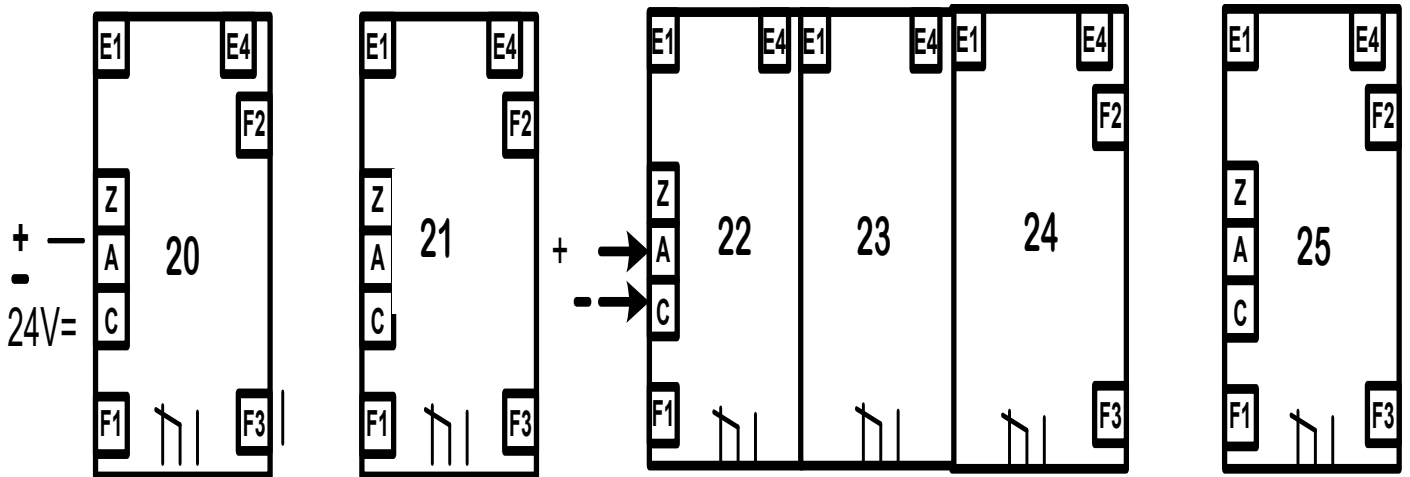 E1 E4 E1 E4 E1 E4 E1 E4 E1 E4 E1 E4
F2 F2 F2 F2
Z Z Z Z
+ A 20 A 21 + A 22 23 24 A 25
- C C - C C
24V=
F1 F3 F1 F3 F1 F3 F1 F3